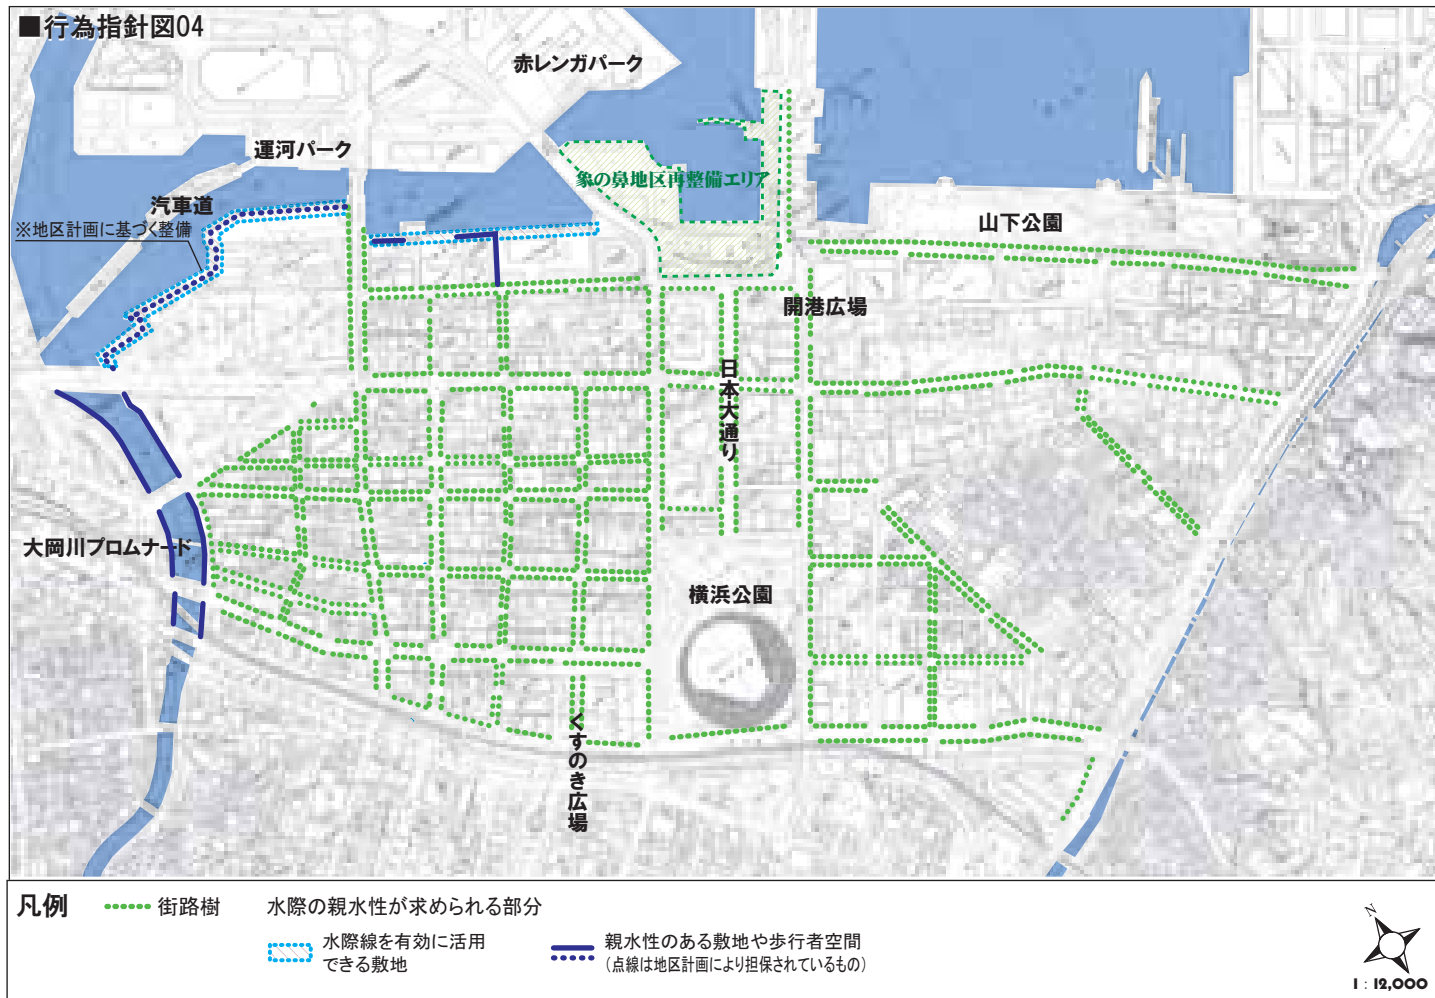 ■行為指針図04
赤レンガパーク
運河パーク
象の鼻地区再整備エリア
汽車道
※地区計画に基づく整備
山下公園
開港広場
日本大通り
大岡川プロムナード
横浜公園
くすのき広場
凡例
街路樹
水際の親水性が求められる部分
水際線を有効に活用
できる敷地
親水性のある敷地や歩行者空間
(点線は地区計画により担保されているもの)
N
1 : 12,000